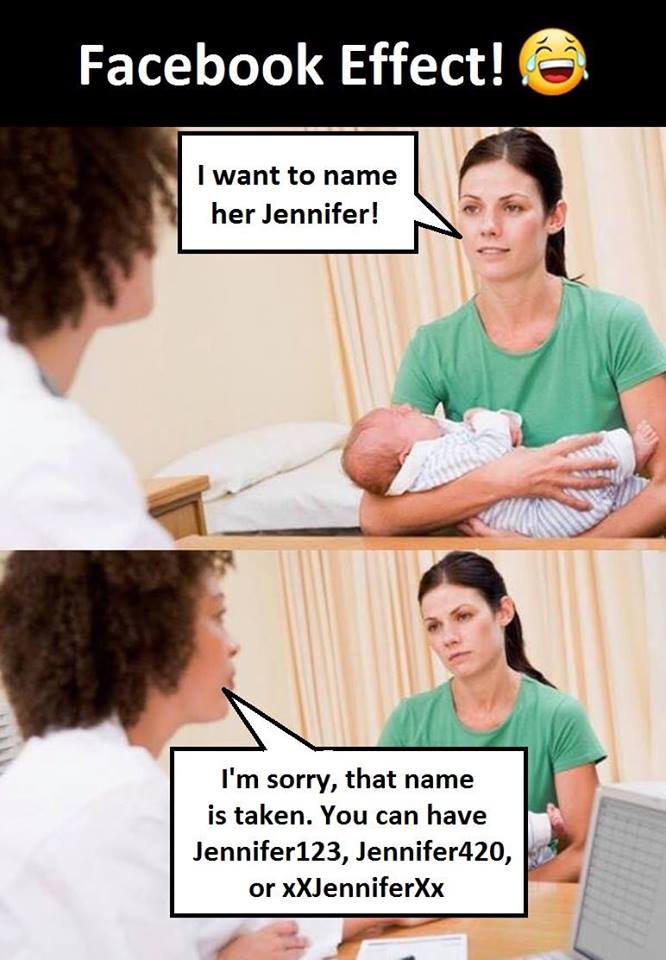 Facebook Effect! 😂
I want to name
her Jennifer!
I'm sorry, that name
is taken. You can have
Jennifer123, Jennifer420,
or xXJenniferXx